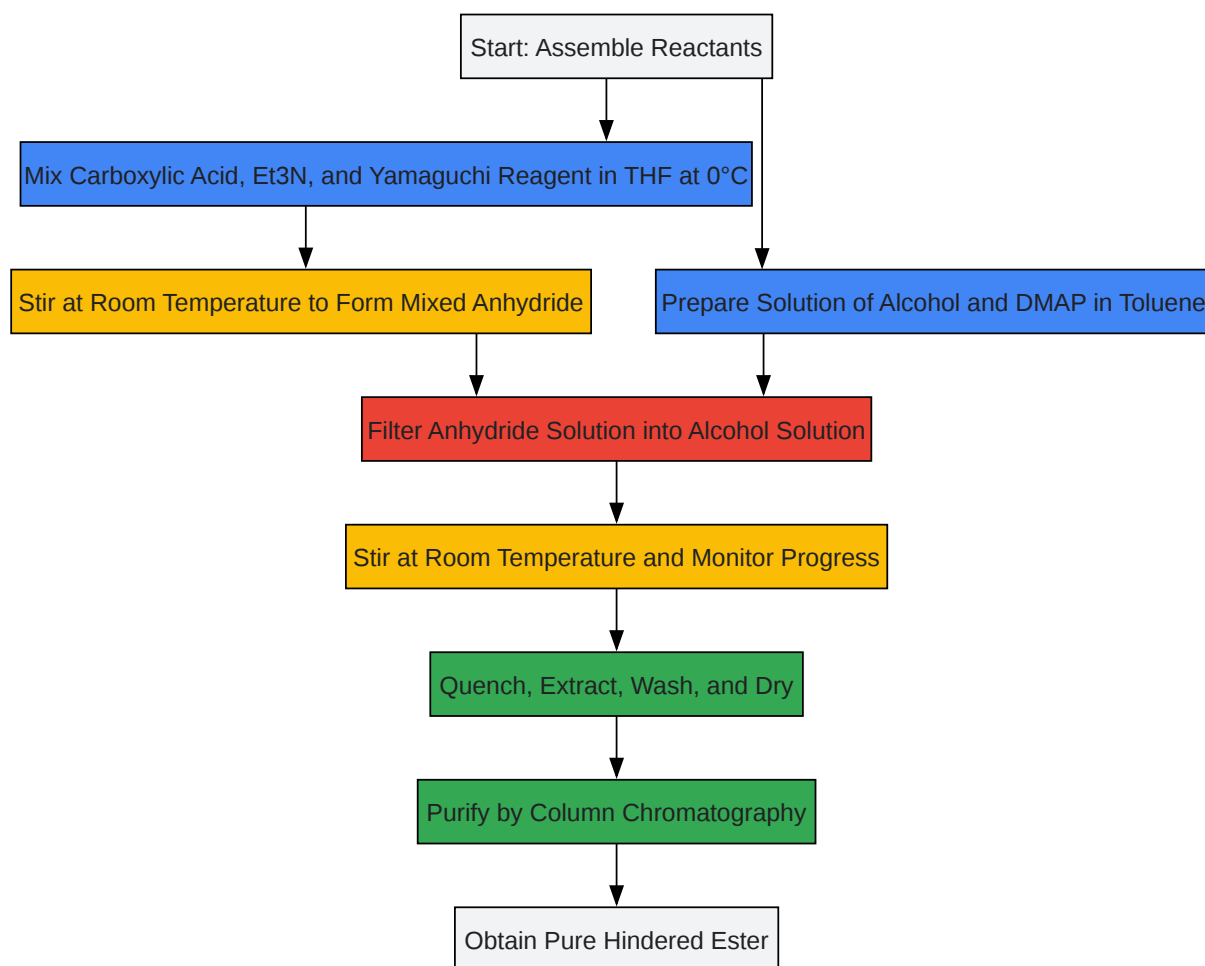 Start: Assemble Reactants
Mix Carboxylic Acid, Et3N, and Yamaguchi Reagent in THF at 0°C
Stir at Room Temperature to Form Mixed Anhydride
Prepare Solution of Alcohol and DMAP in Toluene
Filter Anhydride Solution into Alcohol Solution
Stir at Room Temperature and Monitor Progress
Quench, Extract, Wash, and Dry
Purify by Column Chromatography
Obtain Pure Hindered Ester